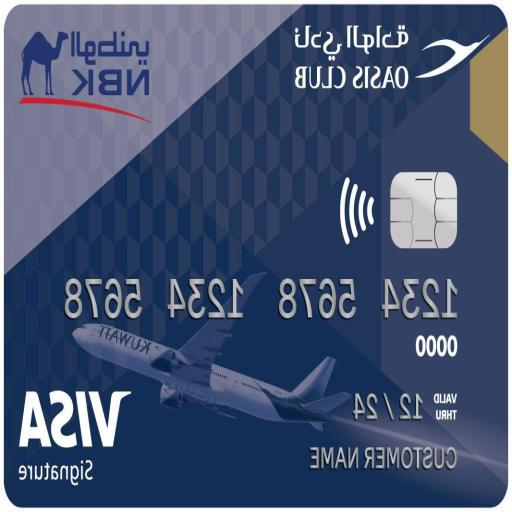 نادي الواحة
OASIS CLUB
الوطني
NBK
1234 5678 1234 5678
0000
KUWAIT
VALID THRU 12/24
CUSTOMER NAME
VISA
Signature